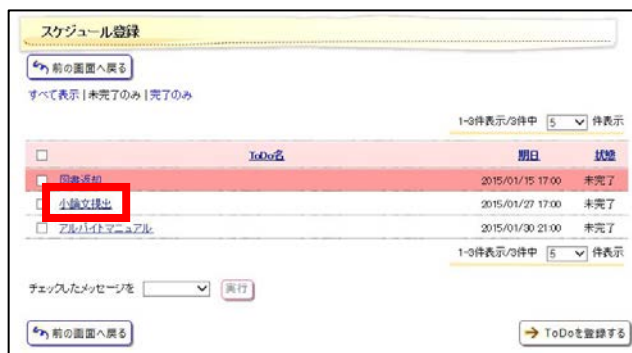 スケジュール登録
前の画面へ戻る
すべて表示 | 未完了のみ | 完了のみ
1-3件表示/3件中 5 件表示
ToDo名 期日 状態
図書返却 2015/01/15 17:00 未完了
小論文提出 2015/01/27 17:00 未完了
アルバイトマニュアル 2015/01/30 21:00 未完了
1-3件表示/3件中 5 件表示
チェックしたメッセージを 実行
前の画面へ戻る ToDoを登録する